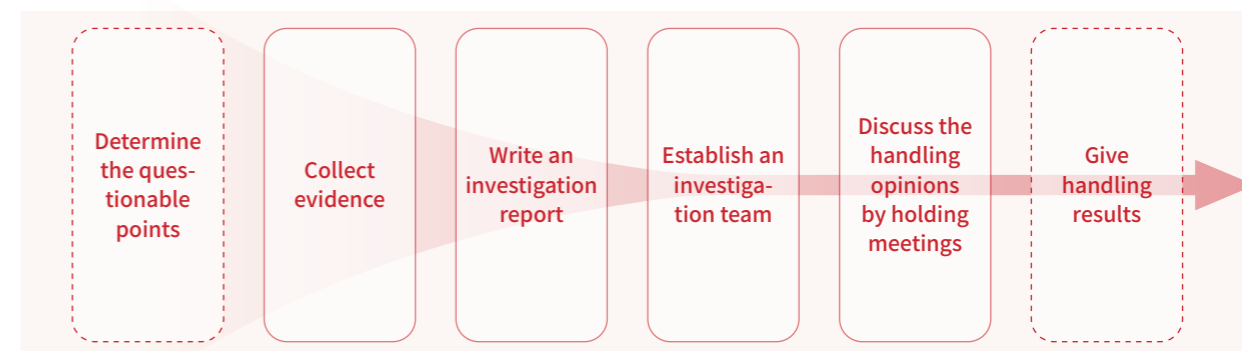 Determine
the ques-
tionable
points
Collect
evidence
Write an
investigation
report
Establish an
investiga-
tion team
Discuss the
handling
opinions
by holding
meetings
Give
handling
results